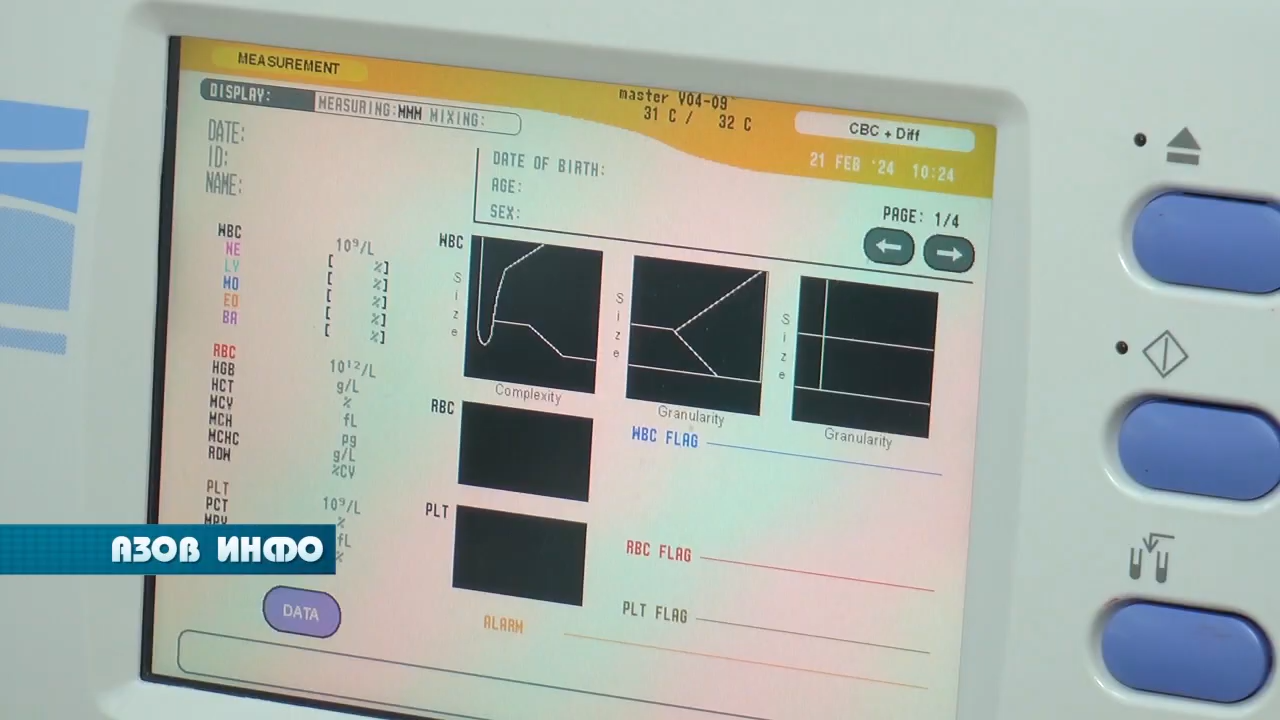 MEASUREMENT
DISPLAY:
MEASURING:MMM MIXING:
master V04-09
31 C / 32 C
CBC + Diff
21 FEB '24 10:24
DATE:
ID:
NAME:
DATE OF BIRTH:
AGE:
SEX:
PAGE: 1/4
WBC 10⁹/L
NE [ %]
LY [ %]
MO [ %]
EO [ %]
BA [ %]
RBC 10¹²/L
HGB g/L
HCT %
MCV fL
MCH pg
MCHC g/L
RDW %CV
PLT 10⁹/L
PCT %
MPV fL
%
WBC
Size
Complexity
Size
Granularity
Size
Granularity
RBC
PLT
WBC FLAG
RBC FLAG
PLT FLAG
ALARM
DATA
АЗОВ ИНФО